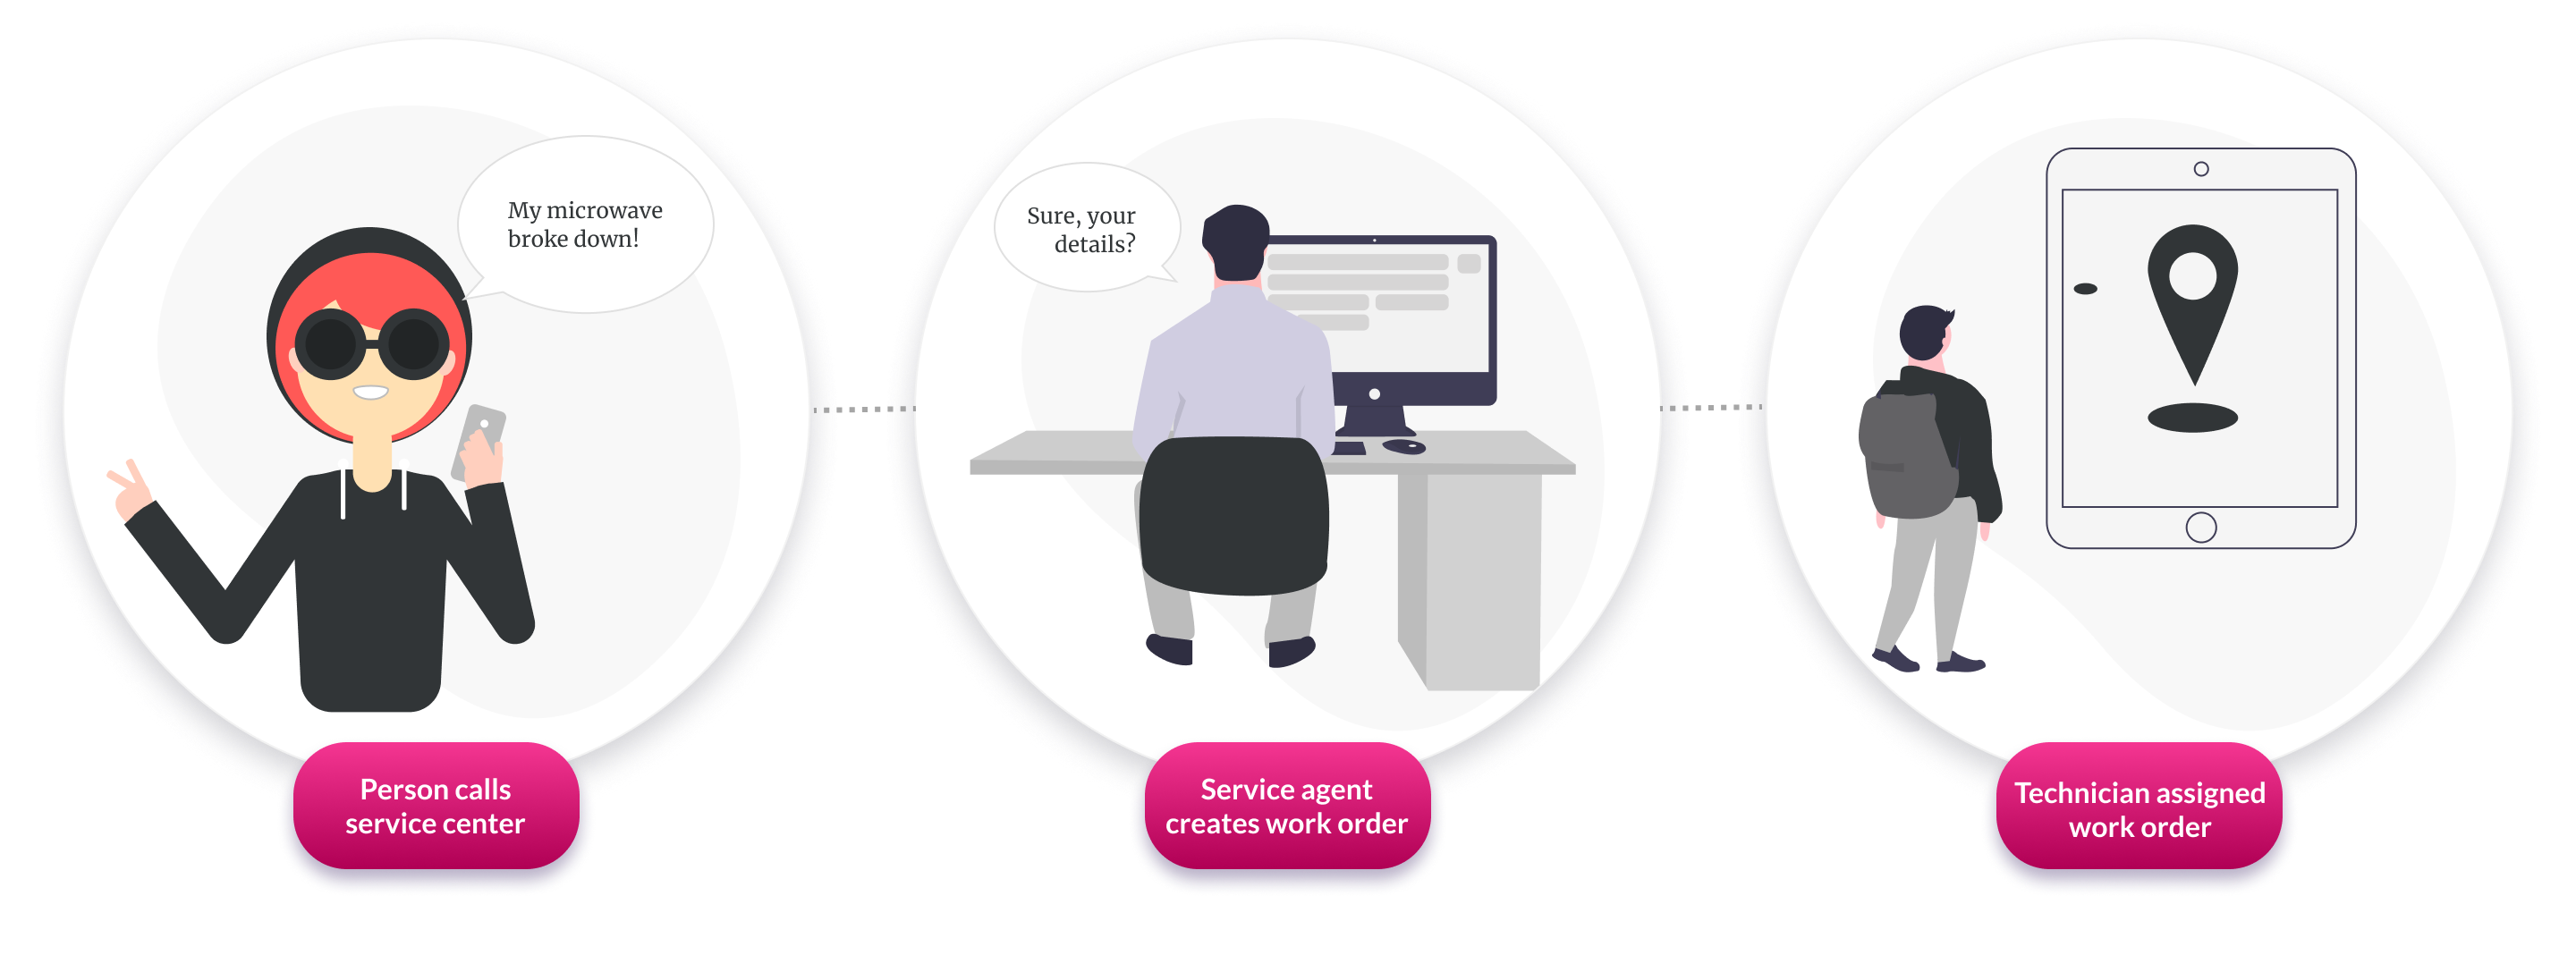 My microwave
broke down!
Sure, your
details?
Person calls
service center
Service agent
creates work order
Technician assigned
work order